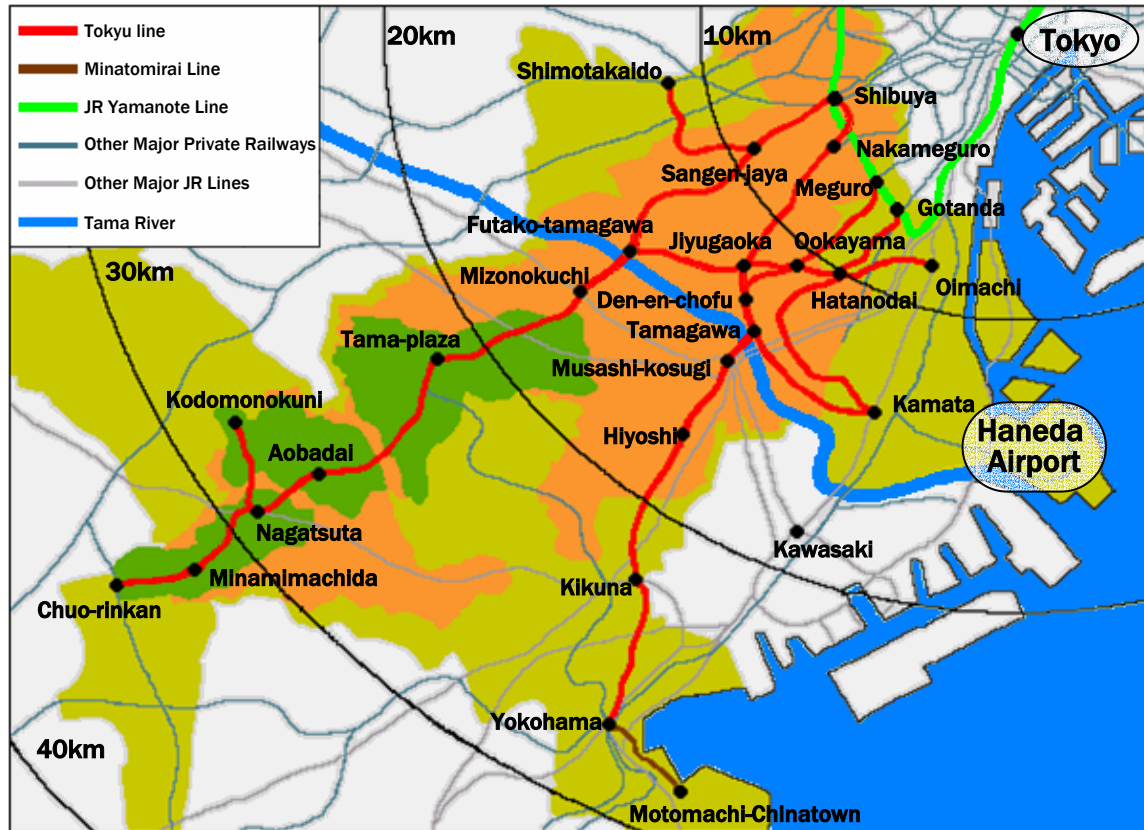 Tokyu line
Minatomirai Line
JR Yamanote Line
Other Major Private Railways
Other Major JR Lines
Tama River
20km
10km
Tokyo
Shimotakaido
Shibuya
Nakameguro
Sangen-jaya
Meguro
Gotanda
Futako-tamagawa
Jiyugaoka
Ookayama
30km
Mizonokuchi
Den-en-chofu
Hatanodai
Oimachi
Tamagawa
Tama-plaza
Musashi-kosugi
Kodomonokuni
Kamata
Hiyoshi
Haneda
Airport
Aobadai
Nagatsuta
Kawasaki
Minamimachida
Kikuna
Chuo-rinkan
Yokohama
40km
Motomachi-Chinatown